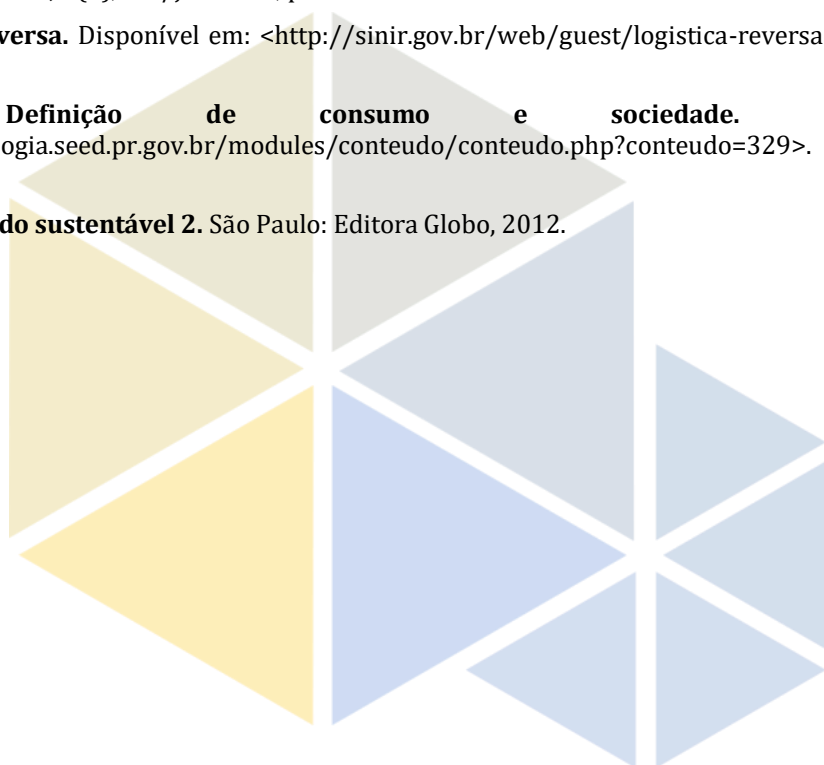 versa. Disponível em: <http://sinir.gov.br/web/guest/logistica-reversa
Definição de consumo e sociedade.
ogia.seed.pr.gov.br/modules/conteudo/conteudo.php?conteudo=329>.
do sustentável 2. São Paulo: Editora Globo, 2012.